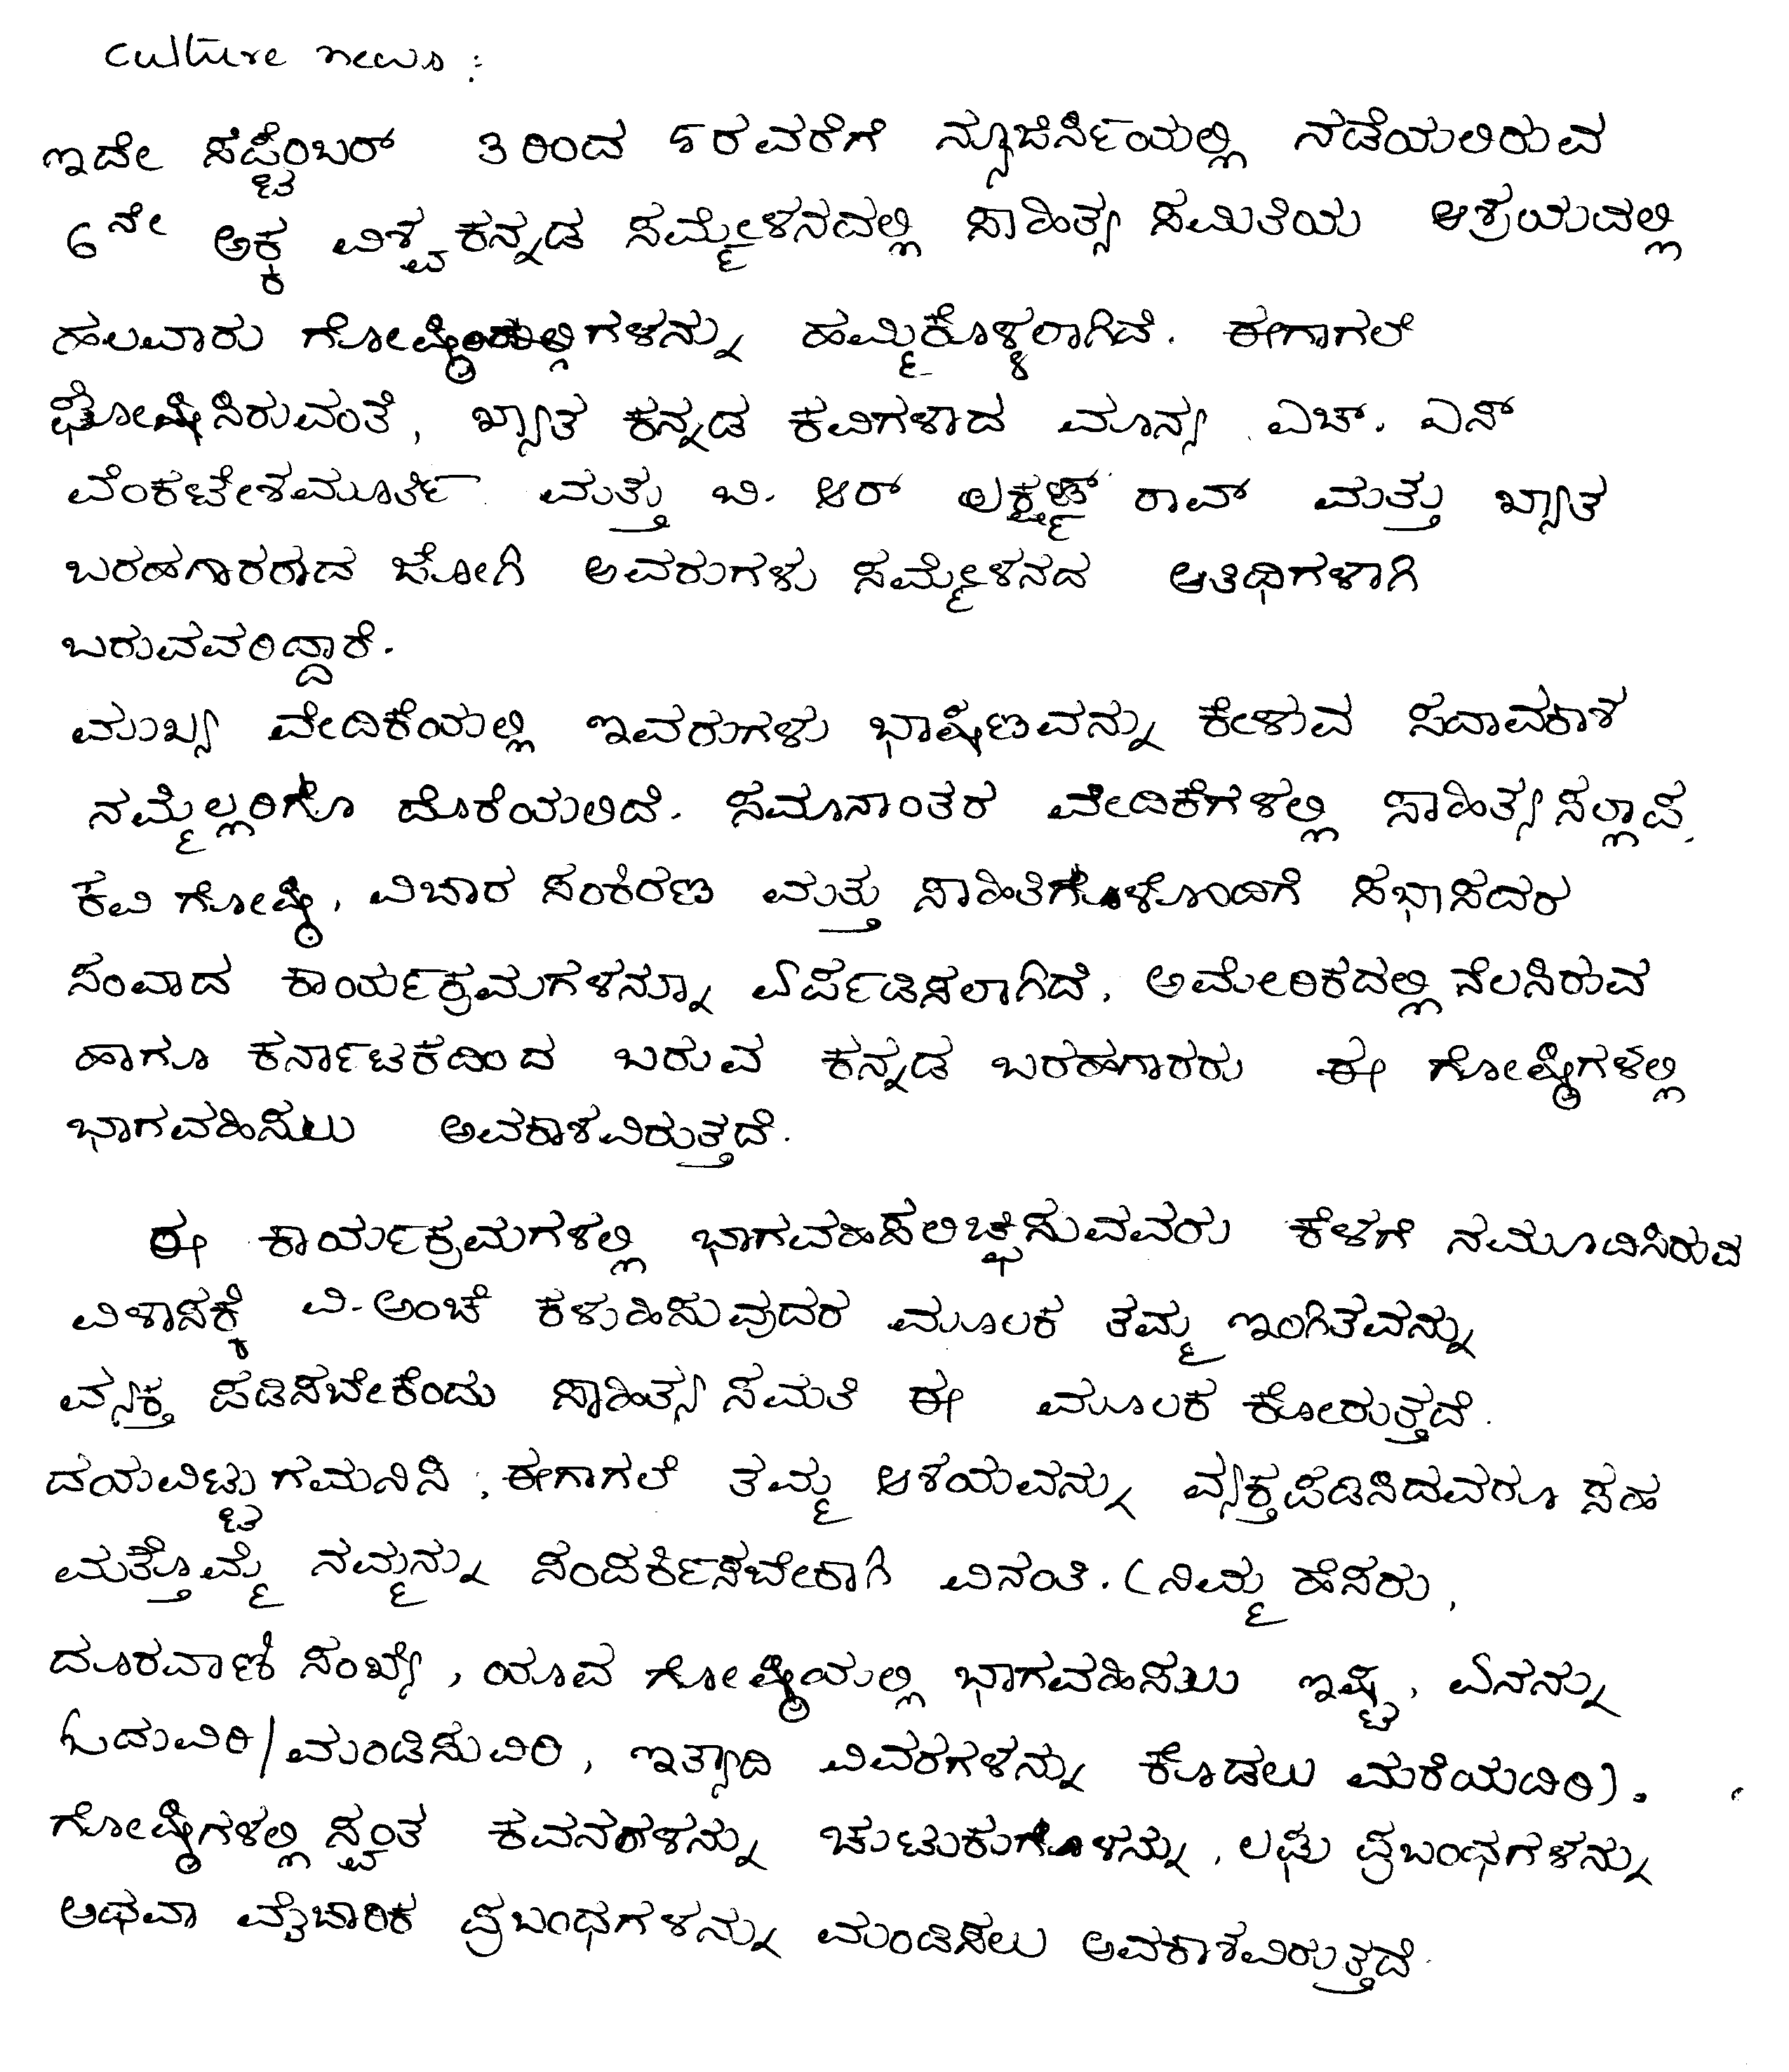 culture news :
ಇದೇ ಸೆಪ್ಟೆಂಬರ್ 3ರಿಂದ 5ರವರೆಗೆ ನ್ಯೂಜೆರ್ಸಿಯಲ್ಲಿ ನಡೆಯಲಿರುವ
6ನೇ ಅಕ್ಕ ವಿಶ್ವ ಕನ್ನಡ ಸಮ್ಮೇಳನದಲ್ಲಿ ಸಾಹಿತ್ಯ ಸಮಿತಿಯ ಆಶ್ರಯದಲ್ಲಿ
ಹಲವಾರು ಗಳನ್ನು ಹಮ್ಮಿಕೊಳ್ಳಲಾಗಿದೆ. ಈಗಾಗಲೆ
ಘೋಷಿಸಿರುವಂತೆ, ಖ್ಯಾತ ಕನ್ನಡ ಕವಿಗಳಾದ ಮಾನ್ಯ ಎಚ್. ಎನ್
ವೆಂಕಟೇಶಮೂರ್ತಿ ಮತ್ತು ಬಿ. ಆರ್ ಲಕ್ಷ್ಮಣ್ ರಾವ್ ಮತ್ತು ಖ್ಯಾತ
ಬರಹಗಾರರಾದ ಜೋಗಿ ಅವರುಗಳು ಸಮ್ಮೇಳನದ ಅತಿಥಿಗಳಾಗಿ
ಬರುವವರಿದ್ದಾರೆ.
ಮುಖ್ಯ ವೇದಿಕೆಯಲ್ಲಿ ಇವರುಗಳು ಭಾಷಣವನ್ನು ಕೇಳುವ ಸದಾವಕಾಶ
ನಮ್ಮೆಲ್ಲರಿಗೂ ದೊರೆಯಲಿದೆ. ಸಮಾನಾಂತರ ವೇದಿಕೆಗಳಲ್ಲಿ ಸಾಹಿತ್ಯ ಸಲ್ಲಾಪ,
ಕವಿ ಗೋಷ್ಠಿ, ವಿಚಾರ ಸಂಕಿರಣ ಮತ್ತು ಸಾಹಿತಿಗಳೊಂದಿಗೆ ಸಭಾಸದರ
ಸಂವಾದ ಕಾರ್ಯಕ್ರಮಗಳನ್ನೂ ಏರ್ಪಡಿಸಲಾಗಿದೆ. ಅಮೇರಿಕದಲ್ಲಿ ನೆಲಸಿರುವ
ಹಾಗೂ ಕರ್ನಾಟಕದಿಂದ ಬರುವ ಕನ್ನಡ ಬರಹಗಾರರು ಈ ಗೋಷ್ಠಿಗಳಲ್ಲಿ
ಭಾಗವಹಿಸಲು ಅವಕಾಶವಿರುತ್ತದೆ.
ಈ ಕಾರ್ಯಕ್ರಮಗಳಲ್ಲಿ ಭಾಗವಹಿಸಲಿಚ್ಛಿಸುವವರು ಕೆಳಗೆ ನಮೂದಿಸಿರುವ
ವಿಳಾಸಕ್ಕೆ ವಿ-ಅಂಚೆ ಕಳುಹಿಸುವುದರ ಮೂಲಕ ತಮ್ಮ ಇಂಗಿತವನ್ನು
ವ್ಯಕ್ತ ಪಡಿಸಬೇಕೆಂದು ಸಾಹಿತ್ಯ ಸಮತಿ ಈ ಮೂಲಕ ಕೋರುತ್ತದೆ.
ದಯವಿಟ್ಟು ಗಮನಿಸಿ, ಈಗಾಗಲೆ ತಮ್ಮ ಆಶಯವನ್ನು ವ್ಯಕ್ತಪಡಿಸಿದವರೂ ಸಹ
ಮತ್ತೊಮ್ಮೆ ನಮ್ಮನ್ನು ಸಂಪರ್ಕಿಸಬೇಕಾಗಿ ವಿನಂತಿ. (ನಿಮ್ಮ ಹೆಸರು,
ದೂರವಾಣಿ ಸಂಖ್ಯೆ, ಯಾವ ಗೋಷ್ಠಿಯಲ್ಲಿ ಭಾಗವಹಿಸಲು ಇಷ್ಟ, ಏನನ್ನು
ಓದುವಿರಿ/ಮಂಡಿಸುವಿರಿ, ಇತ್ಯಾದಿ ವಿವರಗಳನ್ನು ಕೊಡಲು ಮರೆಯದಿರಿ).
ಗೋಷ್ಠಿಗಳಲ್ಲಿ ಸ್ವಂತ ಕವನಗಳನ್ನು ಚುಟುಕುಗಳನ್ನು, ಲಘು ಪ್ರಬಂಧಗಳನ್ನು
ಅಥವಾ ವೈಚಾರಿಕ ಪ್ರಬಂಧಗಳನ್ನು ಮಂಡಿಸಲು ಅವಕಾಶವಿರುತ್ತದೆ.